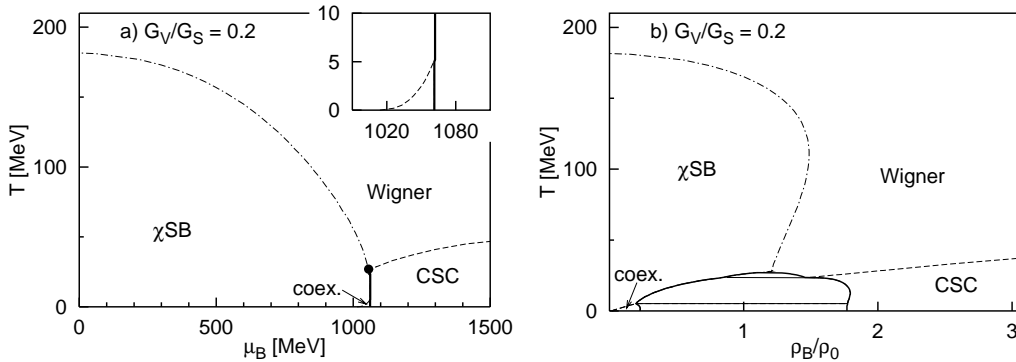 a) G_V/G_S = 0.2
200
100
0
T [MeV]
10
5
0
1020
1080
χSB
Wigner
CSC
coex.
0
500
1000
1500
μ_B [MeV]
b) G_V/G_S = 0.2
200
100
0
T [MeV]
χSB
Wigner
CSC
coex.
1
2
3
ρ_B/ρ_0